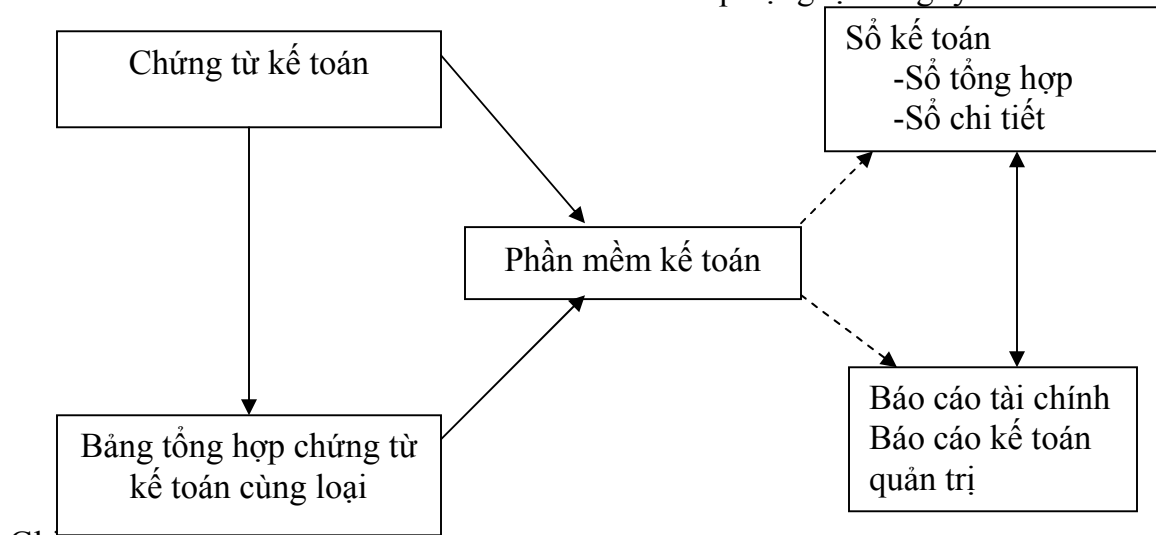 Chứng từ kế toán
Sổ kế toán
-Sổ tổng hợp
-Sổ chi tiết
Phần mềm kế toán
Bảng tổng hợp chứng từ
kế toán cùng loại
Báo cáo tài chính
Báo cáo kế toán
quản trị